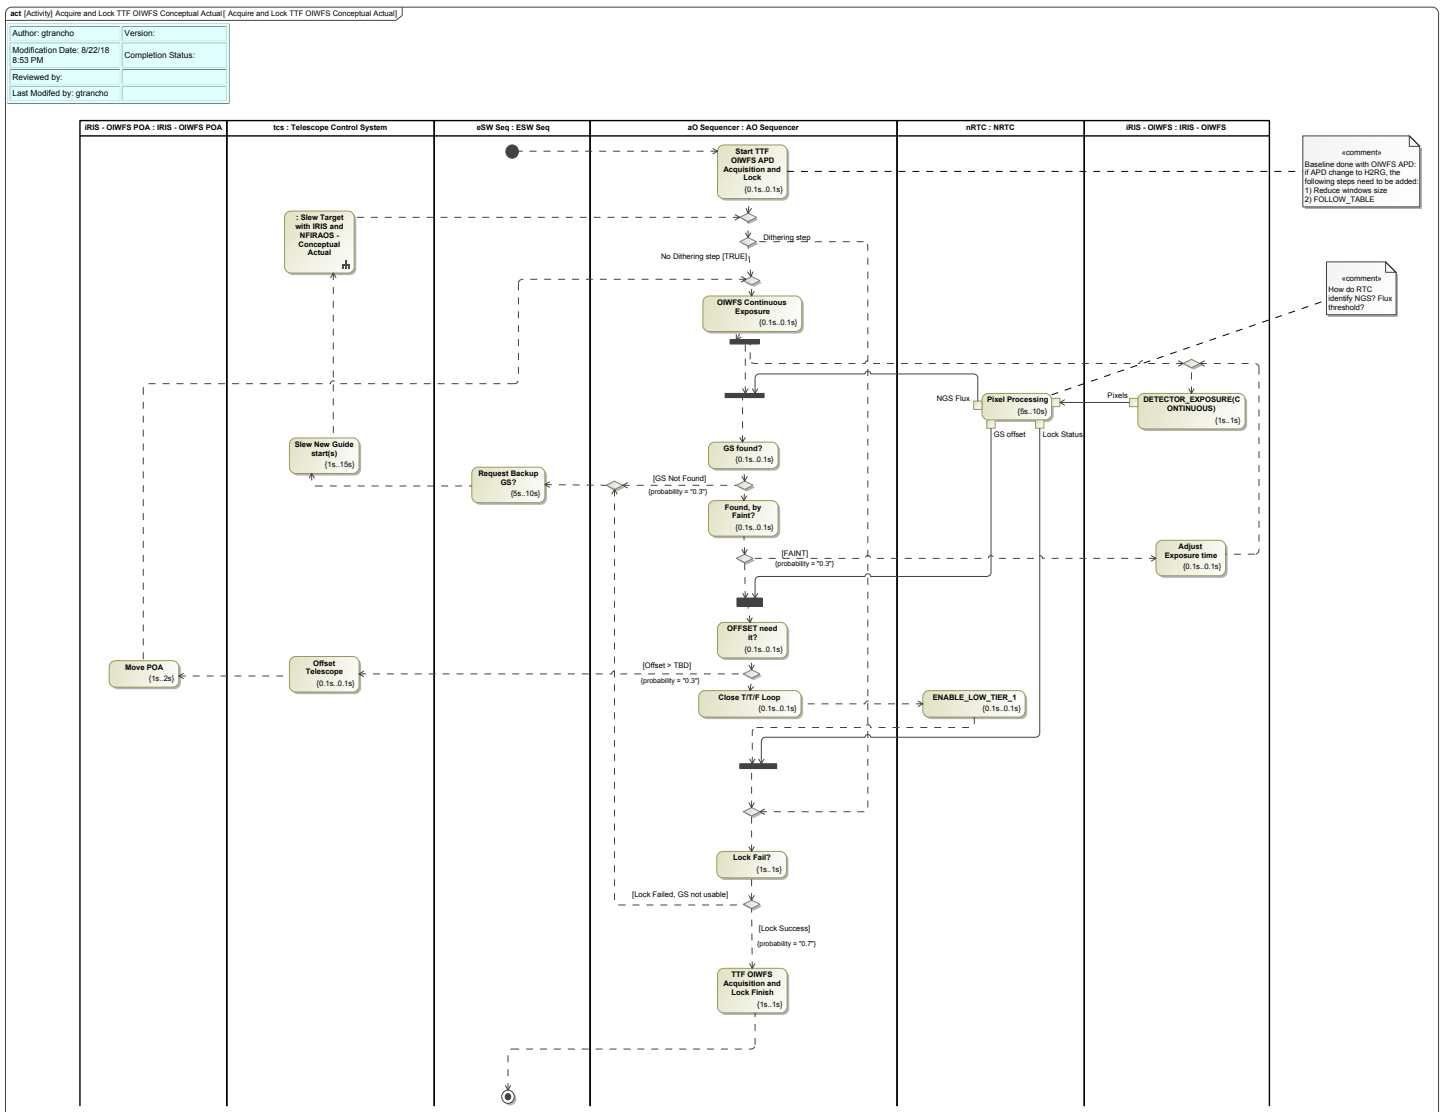 act [Activity] Acquire and Lock TTF OIWFS Conceptual Actual[ Acquire and Lock TTF OIWFS Conceptual Actual]
Author: gtrancho
Version:
Modification Date: 8/22/18
8:53 PM
Completion Status:
Reviewed by:
Last Modifed by: gtrancho
iRIS - OIWFS POA : IRIS - OIWFS POA
tcs : Telescope Control System
eSW Seq : ESW Seq
aO Sequencer : AO Sequencer
nRTC : NRTC
iRIS - OIWFS : IRIS - OIWFS
Start TTF
OIWFS APD
Acquisition and
Lock
{0.1s..0.1s}
«comment»
Baseline done with OIWFS APD:
if APD change to H2RG, the
following steps need to be added:
1) Reduce windows size
2) FOLLOW_TABLE
: Slew Target
with IRIS and
NFIRAOS -
Conceptual
Actual
Dithering step
No Dithering step [TRUE]
«comment»
How do RTC
identify NGS? Flux
threshold?
OIWFS Continuous
Exposure
{0.1s..0.1s}
NGS Flux
Pixel Processing
{5s..10s}
Pixels
DETECTOR_EXPOSURE(C
ONTINUOUS)
{1s..1s}
GS offset
Lock Status
Slew New Guide
start(s)
{1s..15s}
GS found?
{0.1s..0.1s}
Request Backup
GS?
{5s..10s}
[GS Not Found]
{probability = "0.3"}
Found, by
Faint?
{0.1s..0.1s}
[FAINT]
{probability = "0.3"}
Adjust
Exposure time
{0.1s..0.1s}
OFFSET need
it?
{0.1s..0.1s}
Move POA
{1s..2s}
Offset
Telescope
{0.1s..0.1s}
[Offset > TBD]
{probability = "0.3"}
Close T/T/F Loop
{0.1s..0.1s}
ENABLE_LOW_TIER_1
{0.1s..0.1s}
Lock Fail?
{1s..1s}
[Lock Failed, GS not usable]
[Lock Success]
{probability = "0.7"}
TTF OIWFS
Acquisition and
Lock Finish
{1s..1s}